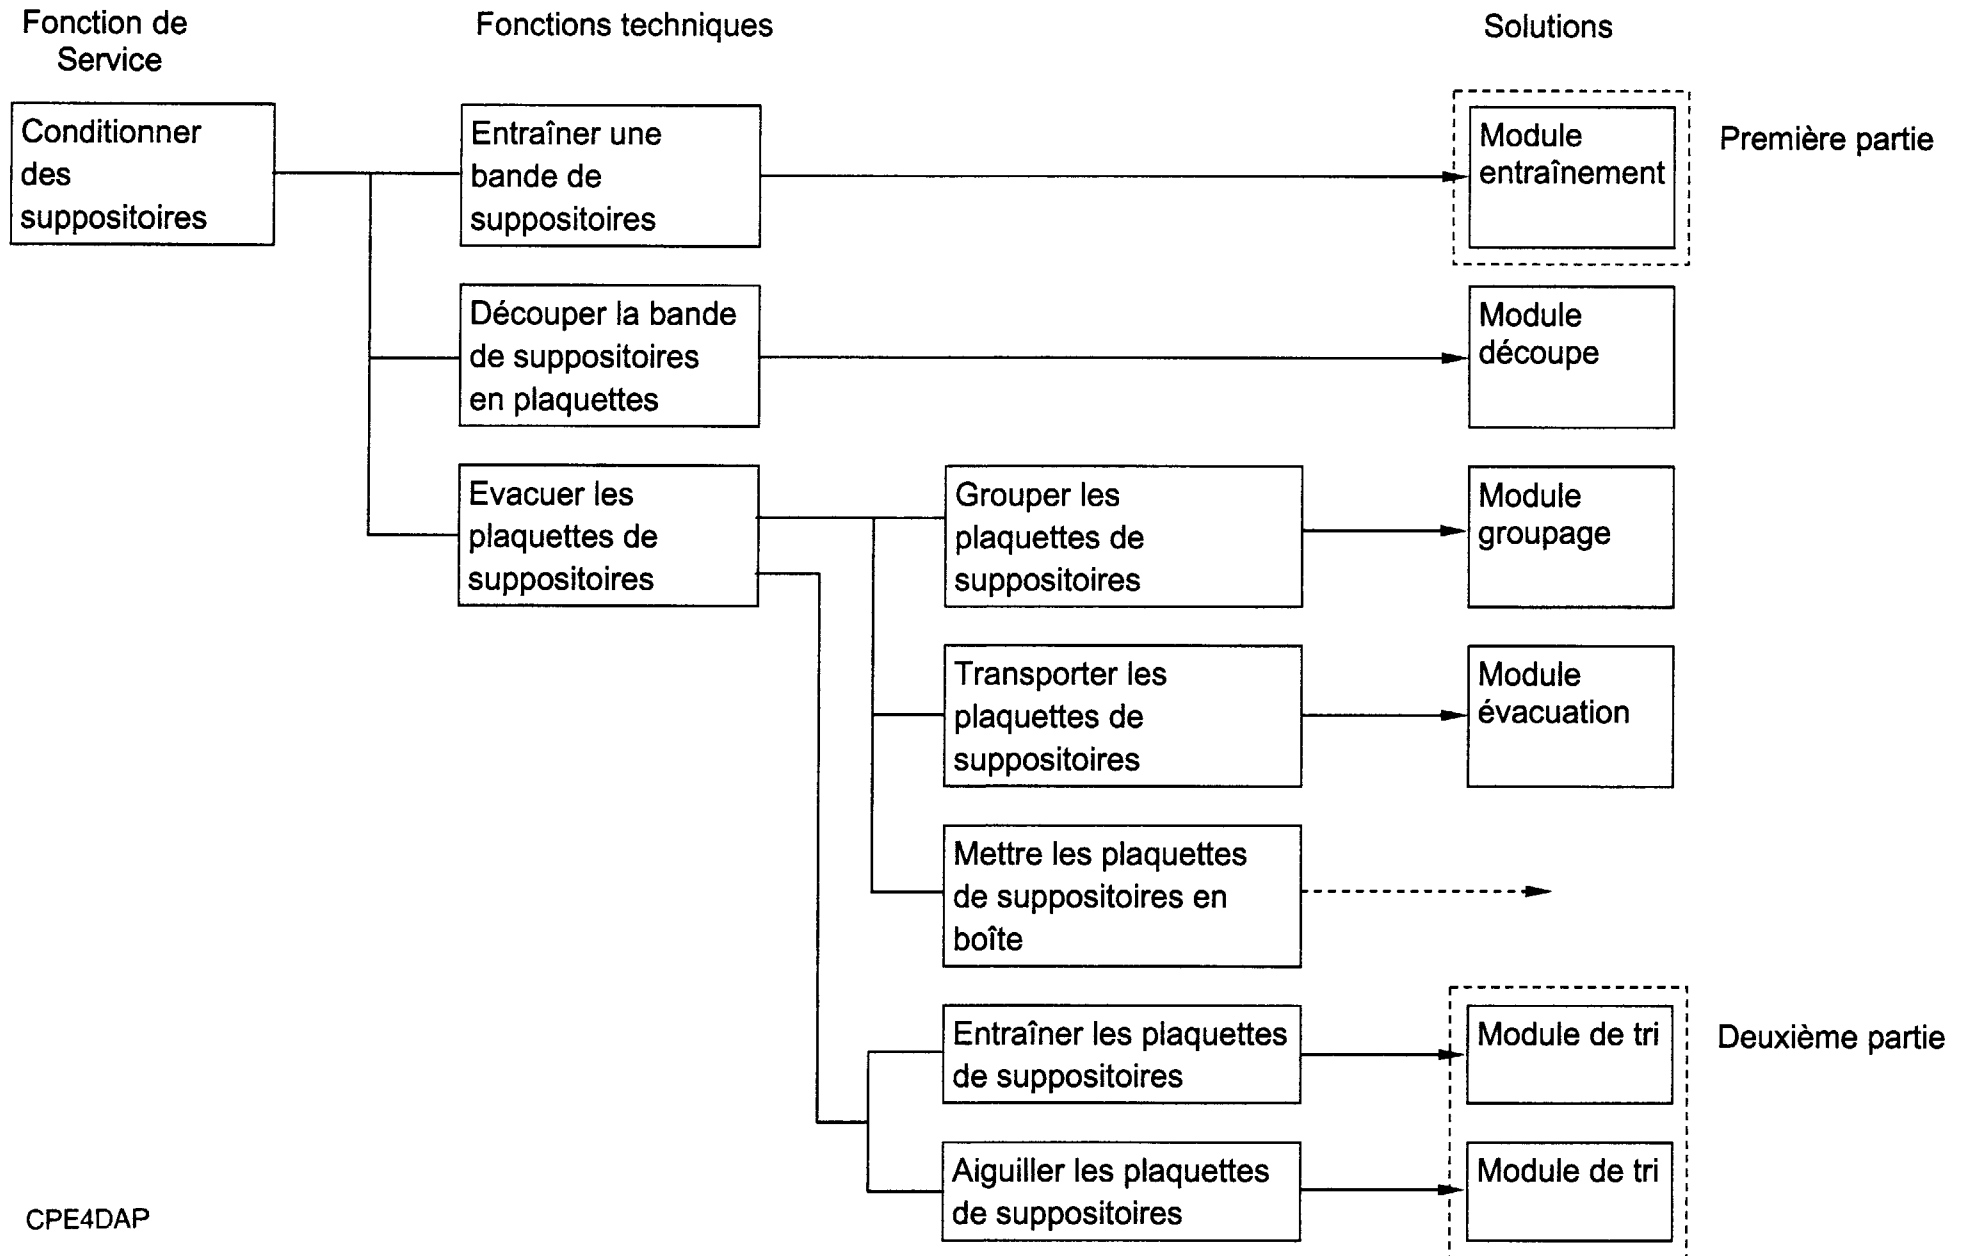 Fonction de
Service
Fonctions techniques
Solutions
Conditionner
des
suppositoires
Entraîner une
bande de
suppositoires
Module
entraînement
Première partie
Découper la bande
de suppositoires
en plaquettes
Module
découpe
Evacuer les
plaquettes de
suppositoires
Grouper les
plaquettes de
suppositoires
Module
groupage
Transporter les
plaquettes de
suppositoires
Module
évacuation
Mettre les plaquettes
de suppositoires en
boîte
Entraîner les plaquettes
de suppositoires
Module de tri
Deuxième partie
Aiguiller les plaquettes
de suppositoires
Module de tri
CPE4DAP